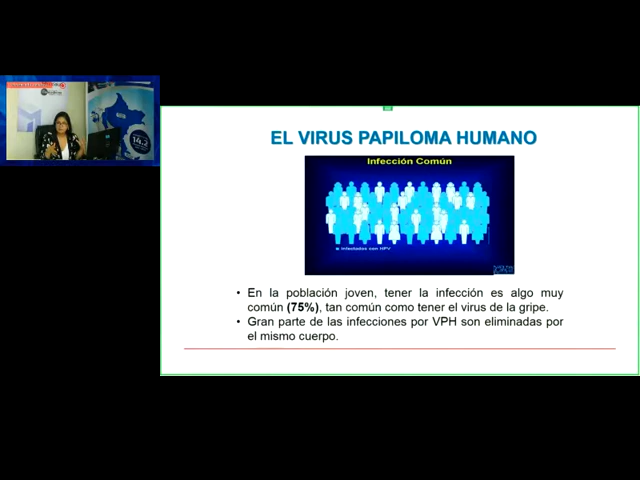 EL VIRUS PAPILOMA HUMANO
Infección Común
Infectados con HPV
• En la población joven, tener la infección es algo muy
común (75%), tan común como tener el virus de la gripe.
• Gran parte de las infecciones por VPH son eliminadas por
el mismo cuerpo.
14.2